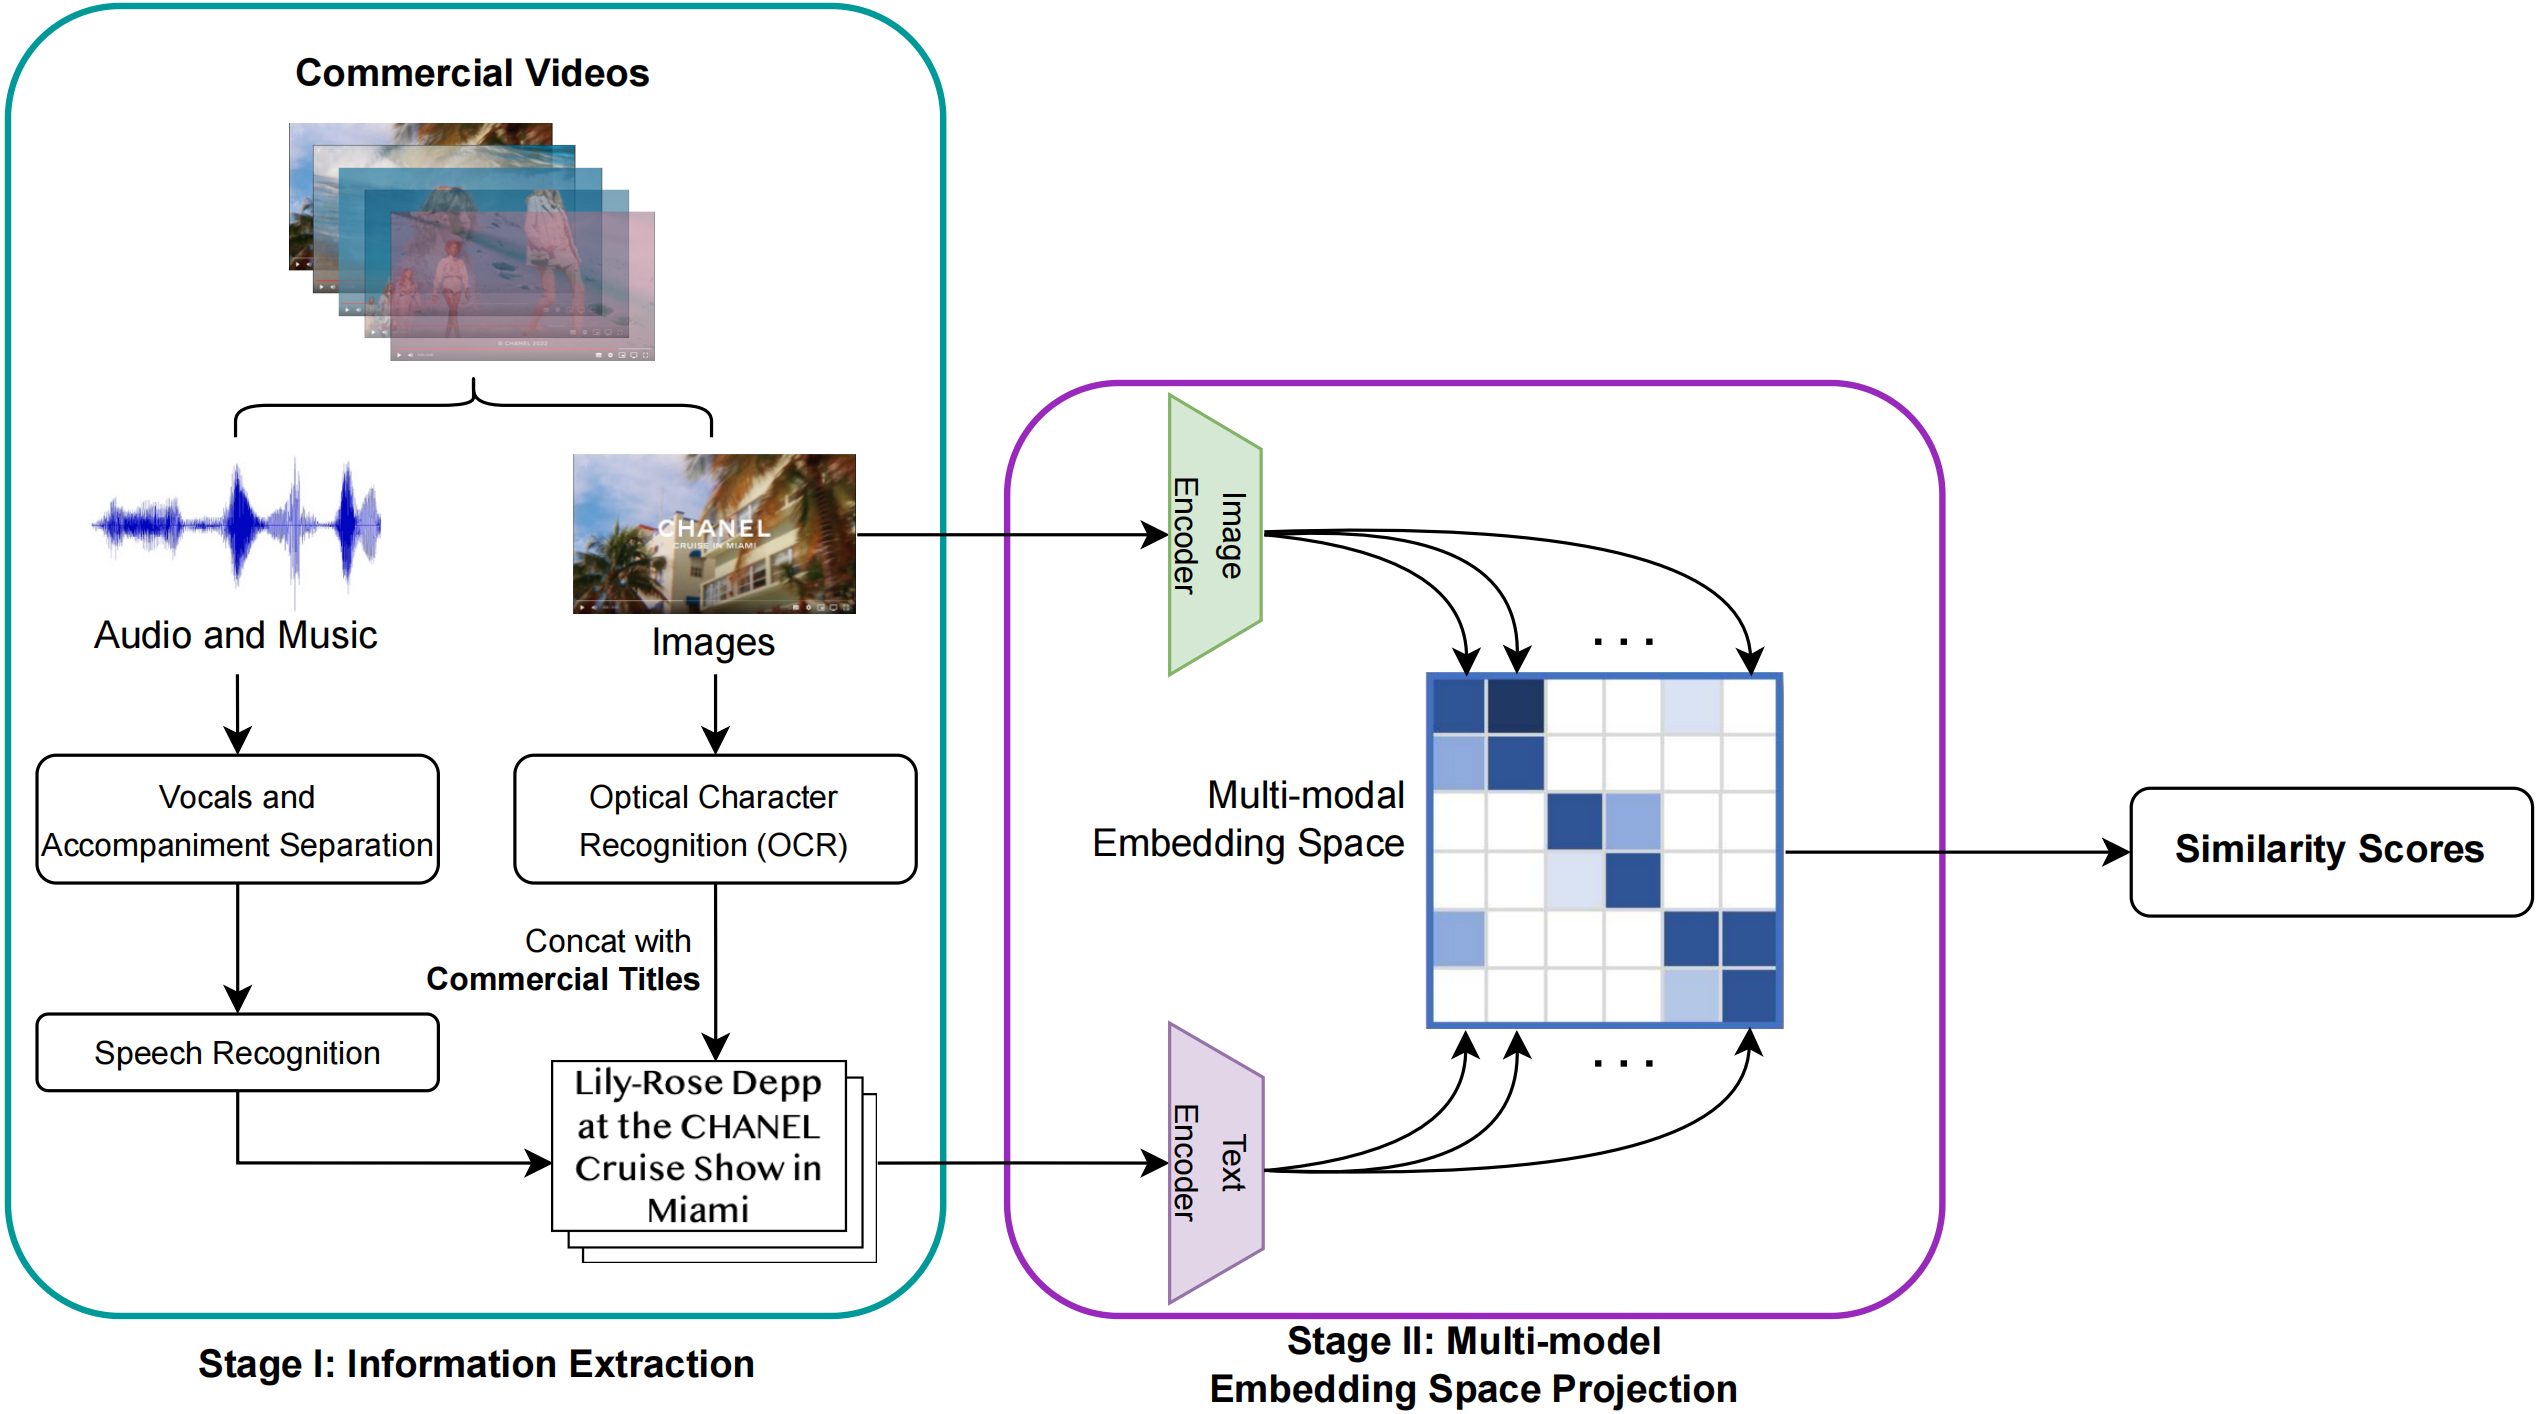 Commercial Videos
© CHANEL 2022
CHANEL
CRUISE IN MIAMI
Audio and Music
Images
Vocals and
Accompaniment Separation
Optical Character
Recognition (OCR)
Concat with
Commercial Titles
Speech Recognition
Lily-Rose Depp
at the CHANEL
Cruise Show in
Miami
Stage I: Information Extraction
Image
Encoder
. . .
Multi-modal
Embedding Space
. . .
Text
Encoder
Stage II: Multi-model
Embedding Space Projection
Similarity Scores